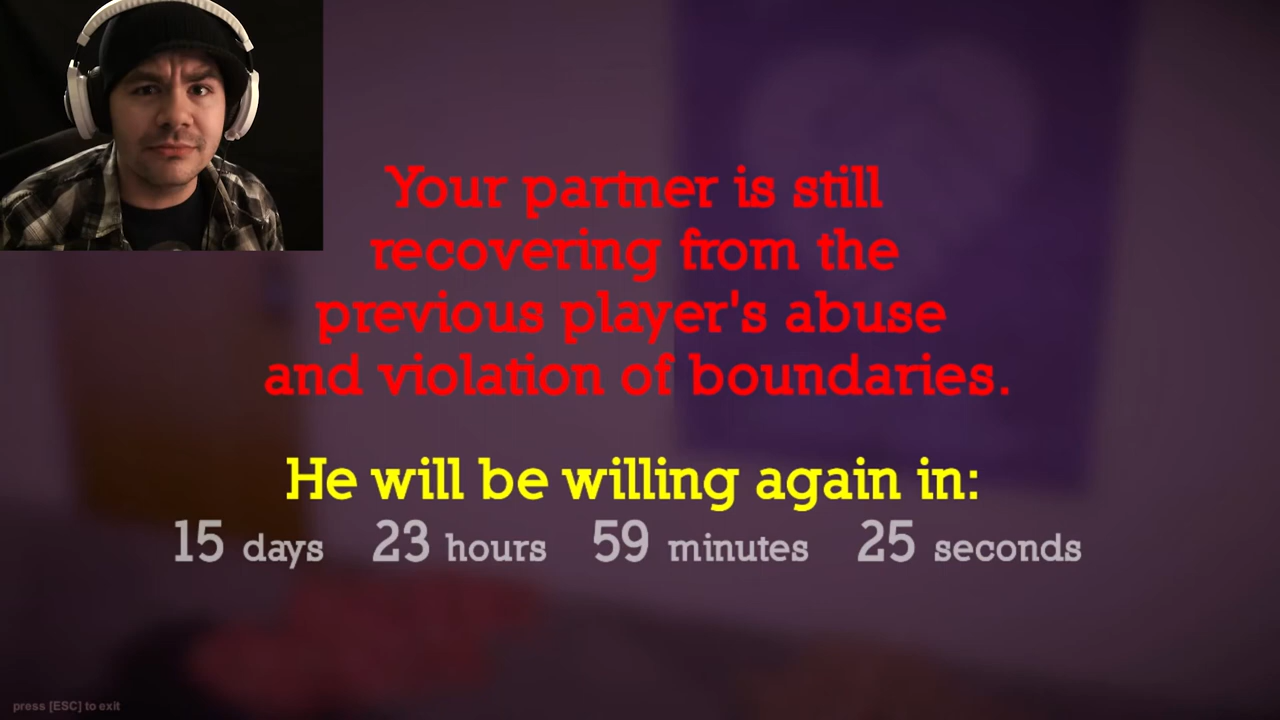 Your partner is still
recovering from the
previous player's abuse
and violation of boundaries.
He will be willing again in:
15 days 23 hours 59 minutes 25 seconds
press [ESC] to exit